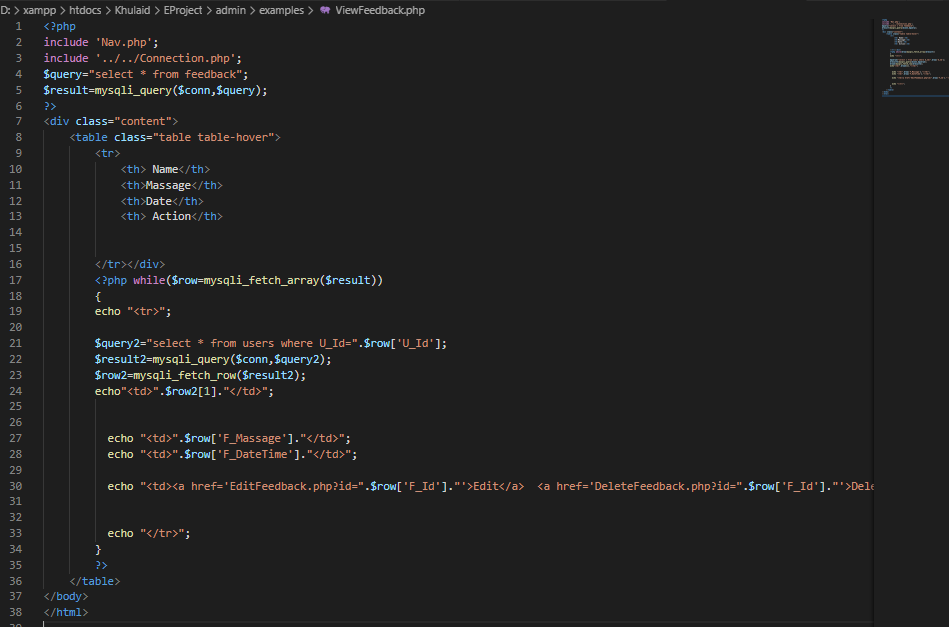 D: > xampp > htdocs > Khulaid > EProject > admin > examples > ViewFeedback.php
1 <?php
2 include 'Nav.php';
3 include '../../Connection.php';
4 $query="select * from feedback";
5 $result=mysqli_query($conn,$query);
6 ?>
7 <div class="content">
8 <table class="table table-hover">
9 <tr>
10 <th> Name</th>
11 <th>Massage</th>
12 <th>Date</th>
13 <th> Action</th>
14
15
16 </tr></div>
17 <?php while($row=mysqli_fetch_array($result))
18 {
19 echo "<tr>";
20
21 $query2="select * from users where U_Id=".$row['U_Id'];
22 $result2=mysqli_query($conn,$query2);
23 $row2=mysqli_fetch_row($result2);
24 echo"<td>".$row2[1]."</td>";
25
26
27 echo "<td>".$row['F_Massage']."</td>";
28 echo "<td>".$row['F_DateTime']."</td>";
29
30 echo "<td><a href='EditFeedback.php?id=".$row['F_Id']."'>Edit</a>  <a href='DeleteFeedback.php?id=".$row['F_Id']."'>Dele
31
32
33 echo "</tr>";
34 }
35 ?>
36 </table>
37 </body>
38 </html>
39